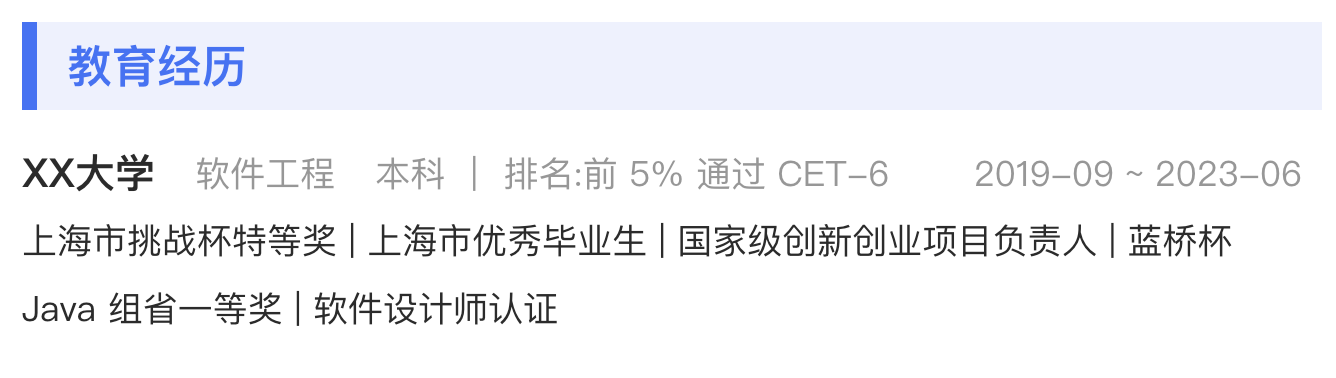 教育经历
XX大学 软件工程 本科 | 排名:前 5% 通过 CET-6 2019-09 ~ 2023-06
上海市挑战杯特等奖 | 上海市优秀毕业生 | 国家级创新创业项目负责人 | 蓝桥杯
Java 组省一等奖 | 软件设计师认证